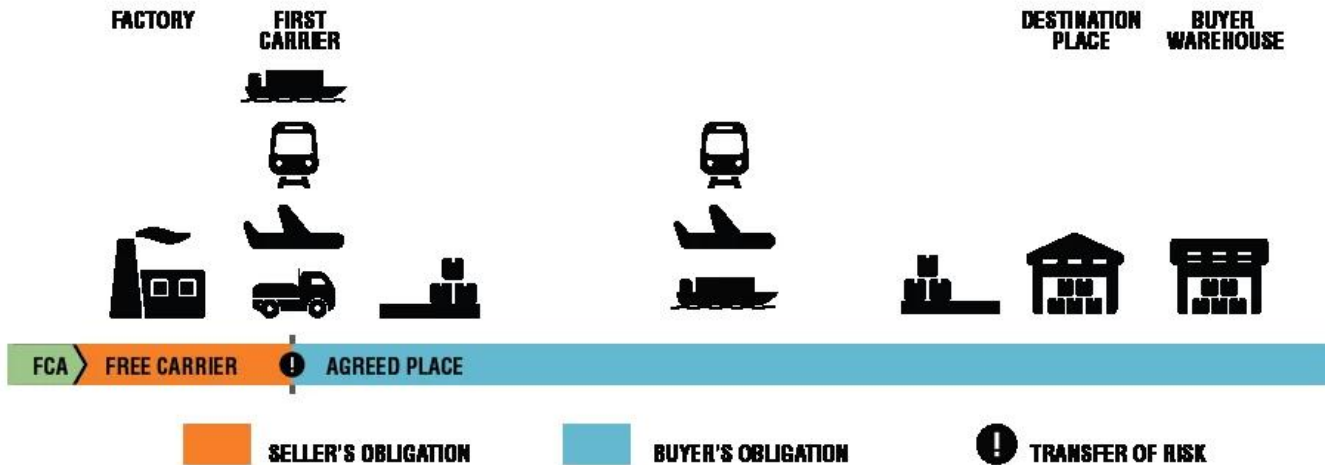 FACTORY
FIRST
CARRIER
DESTINATION
PLACE
BUYER
WAREHOUSE
FCA
FREE CARRIER
!
AGREED PLACE
SELLER'S OBLIGATION
BUYER'S OBLIGATION
!
TRANSFER OF RISK